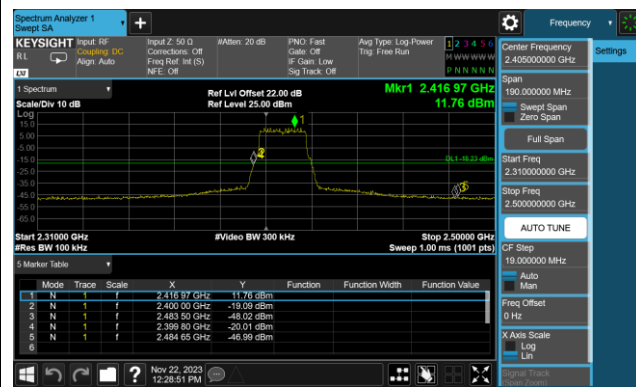 Spectrum Analyzer 1
Swept SA
Frequency
KEYSIGHT
RL
LXI
Input: RF
Coupling: DC
Align: Auto
Input Z: 50 Ω
Corrections: Off
Freq Ref: Int (S)
NFE: Off
#Atten: 20 dB
PNO: Fast
Gate: Off
IF Gain: Low
Sig Track: Off
Avg Type: Log-Power
Trig: Free Run
1 2 3 4 5 6
M W W W W W
P N N N N N
Center Frequency
2.405000000 GHz
Settings
Span
190.000000 MHz
Swept Span
Zero Span
Full Span
Start Freq
2.310000000 GHz
Stop Freq
2.500000000 GHz
AUTO TUNE
CF Step
19.000000 MHz
Auto
Man
Freq Offset
0 Hz
X Axis Scale
Log
Lin
Signal Track
(Span Zoom)
1 Spectrum
Scale/Div 10 dB
Ref Lvl Offset 22.00 dB
Ref Level 25.00 dBm
Mkr1 2.416 97 GHz
11.76 dBm
Log
15.0
5.00
-5.00
-15.0
-25.0
-35.0
-45.0
-55.0
-65.0
1
DL1 -18.23 dBm
Start 2.31000 GHz
#Res BW 100 kHz
#Video BW 300 kHz
Stop 2.50000 GHz
Sweep 1.00 ms (1001 pts)
5 Marker Table
Mode Trace Scale X Y Function Function Width Function Value
1 N 1 f 2.416 97 GHz 11.76 dBm
2 N 1 f 2.400 00 GHz -19.09 dBm
3 N 1 f 2.483 50 GHz -48.02 dBm
4 N 1 f 2.399 80 GHz -20.01 dBm
5 N 1 f 2.484 65 GHz -46.99 dBm
6
?
Nov 22, 2023
12:28:51 PM